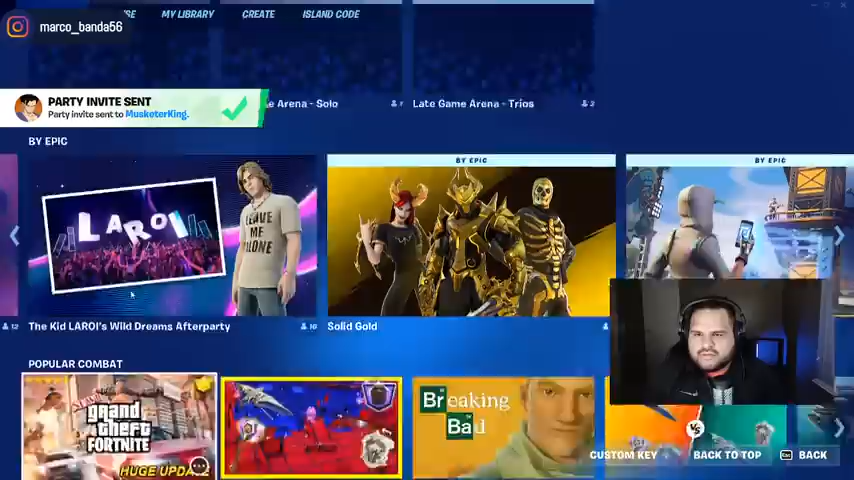 marco_banda56
MY LIBRARY
CREATE
ISLAND CODE
PARTY INVITE SENT
Party invite sent to MusketerKing.
Arena - Solo
Late Game Arena - Trios
BY EPIC
BY EPIC
BY EPIC
LAROI
LEAVE
ME
ALONE
The Kid LAROI's Wild Dreams Afterparty
16
12
Solid Gold
POPULAR COMBAT
grand
theft
FORTNITE
HUGE
Breaking
Bad
VS
CUSTOM KEY
BACK TO TOP
Esc
BACK